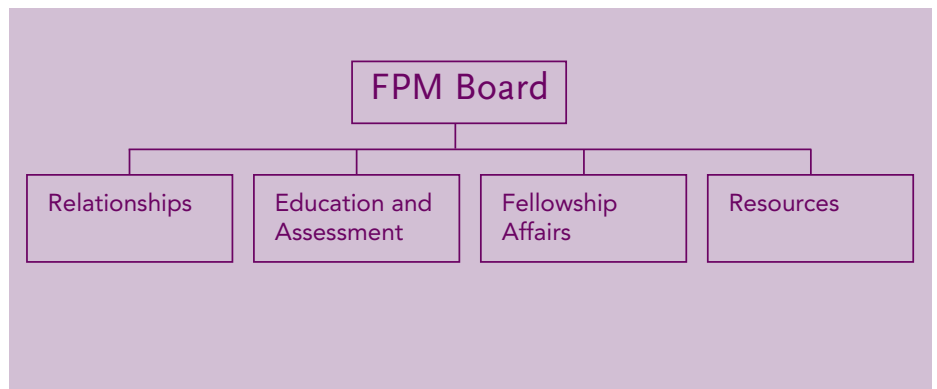 FPM Board
Relationships
Education and
Assessment
Fellowship
Affairs
Resources